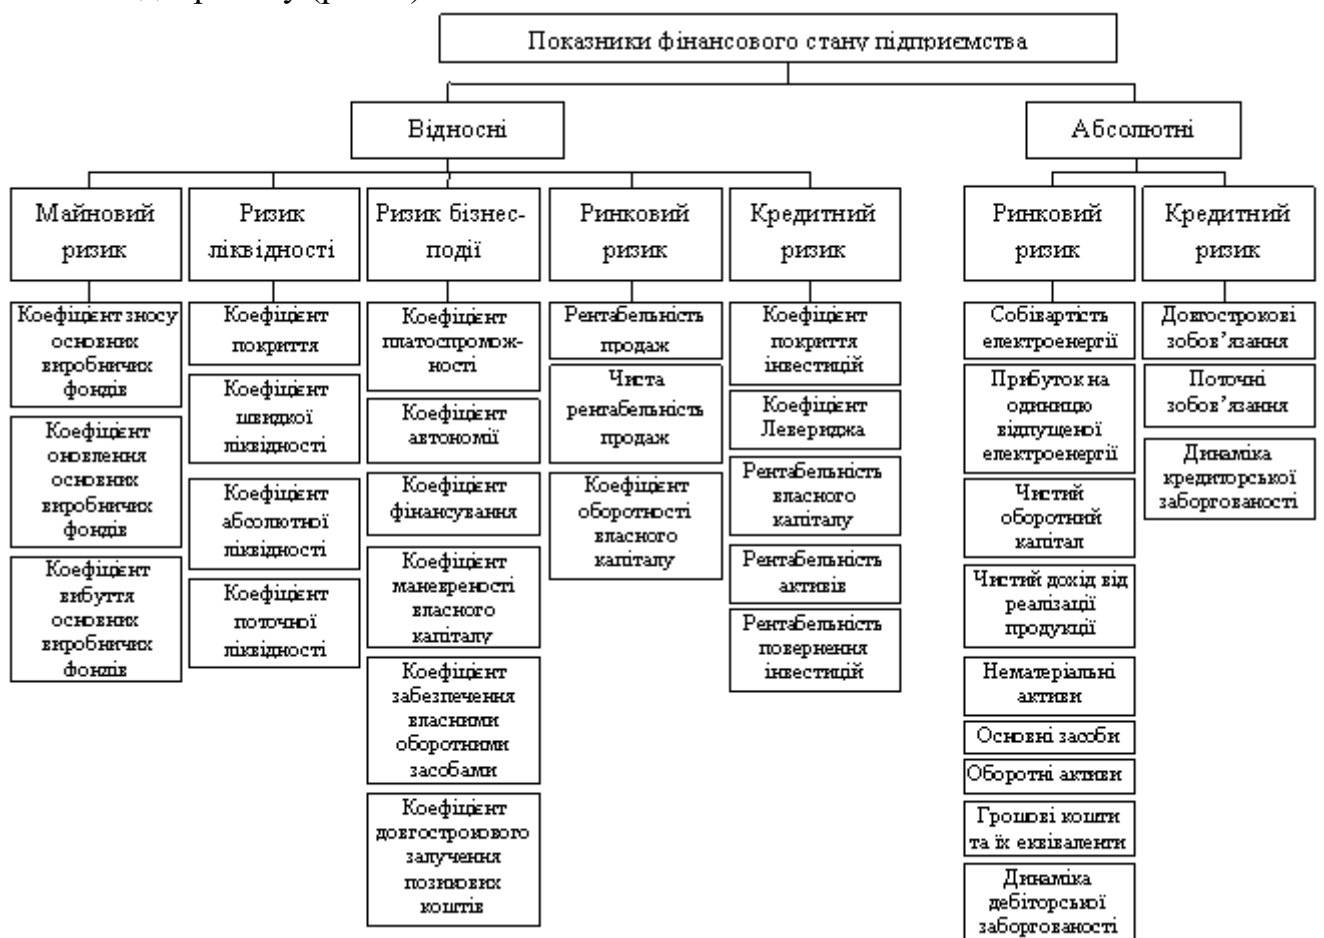 Показники фінансового стану підприємства
Відносні
Абсолютні
Майновий
ризик
Ризик
ліквідності
Ризик бізнес-
події
Ринковий
ризик
Кредитний
ризик
Ринковий
ризик
Кредитний
ризик
Коефіцієнт зносу
основних
виробничих
фондів
Коефіцієнт
оновлення
основних
виробничих
фондів
Коефіцієнт
вибуття
основних
виробничих
фондів
Коефіцієнт
покриття
Коефіцієнт
швидкої
ліквідності
Коефіцієнт
абсолютної
ліквідності
Коефіцієнт
поточної
ліквідності
Коефіцієнт
платоспромож-
ності
Коефіцієнт
автономії
Коефіцієнт
фінансування
Коефіцієнт
маневреності
власного
капіталу
Коефіцієнт
забезпечення
власними
оборотними
засобами
Коефіцієнт
довгострокового
залучення
позикових
коштів
Рентабельність
продаж
Чиста
рентабельність
продаж
Коефіцієнт
оборотності
власного
капіталу
Коефіцієнт
покриття
інвестицій
Коефіцієнт
Левериджа
Рентабельність
власного
капіталу
Рентабельність
активів
Рентабельність
повернення
інвестицій
Собівартість
електроенергії
Прибуток на
одиницю
відпущеної
електроенергії
Чистий
оборотний
капітал
Чистий дохід від
реалізації
продукції
Нематеріальні
активи
Основні засоби
Оборотні активи
Грошові кошти
та їх еквіваленти
Динаміка
дебіторської
заборгованості
Довгострокові
зобов’язання
Поточні
зобов’язання
Динаміка
кредиторської
заборгованості